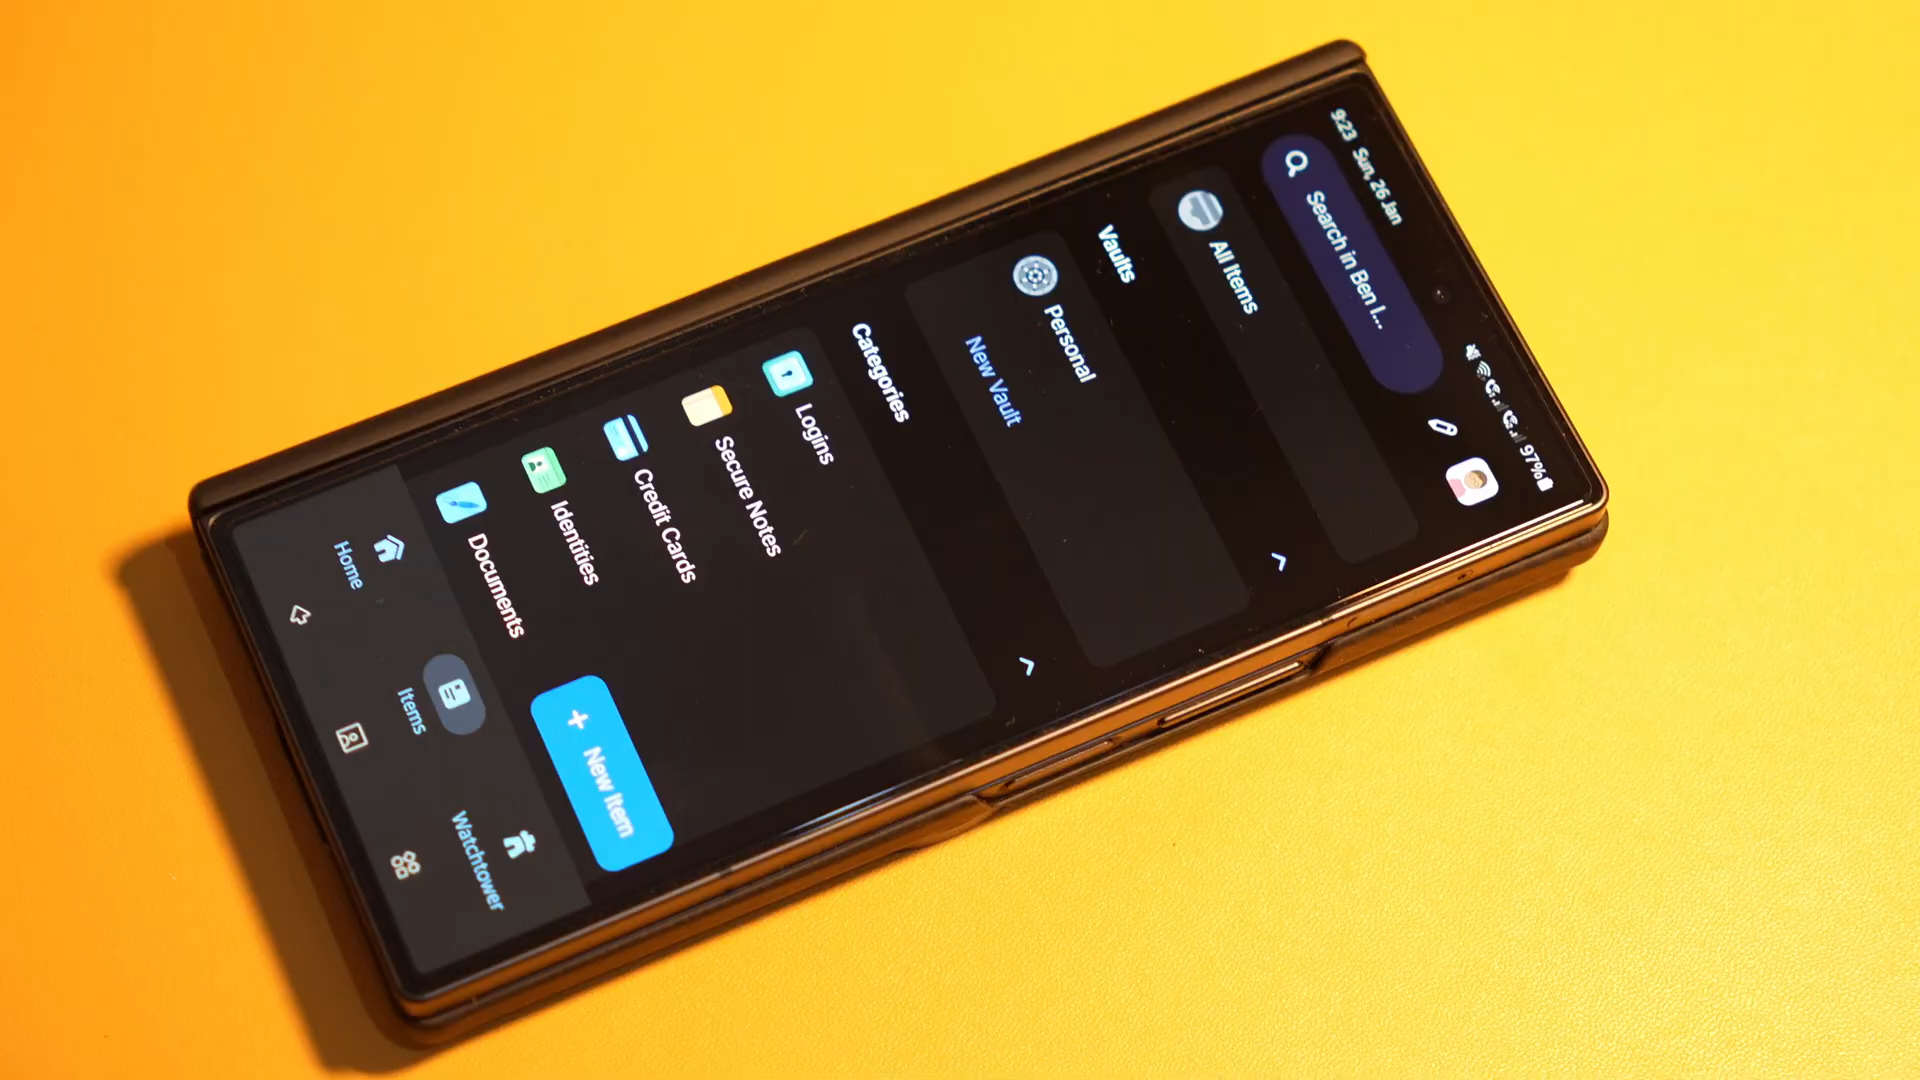 9:23 Sun, 26 Jan 97%
Search in Ben I...
All Items
Vaults
Personal
New Vault
Categories
Logins
Secure Notes
Credit Cards
Identities
Documents
+ New Item
Home
Items
Watchtower